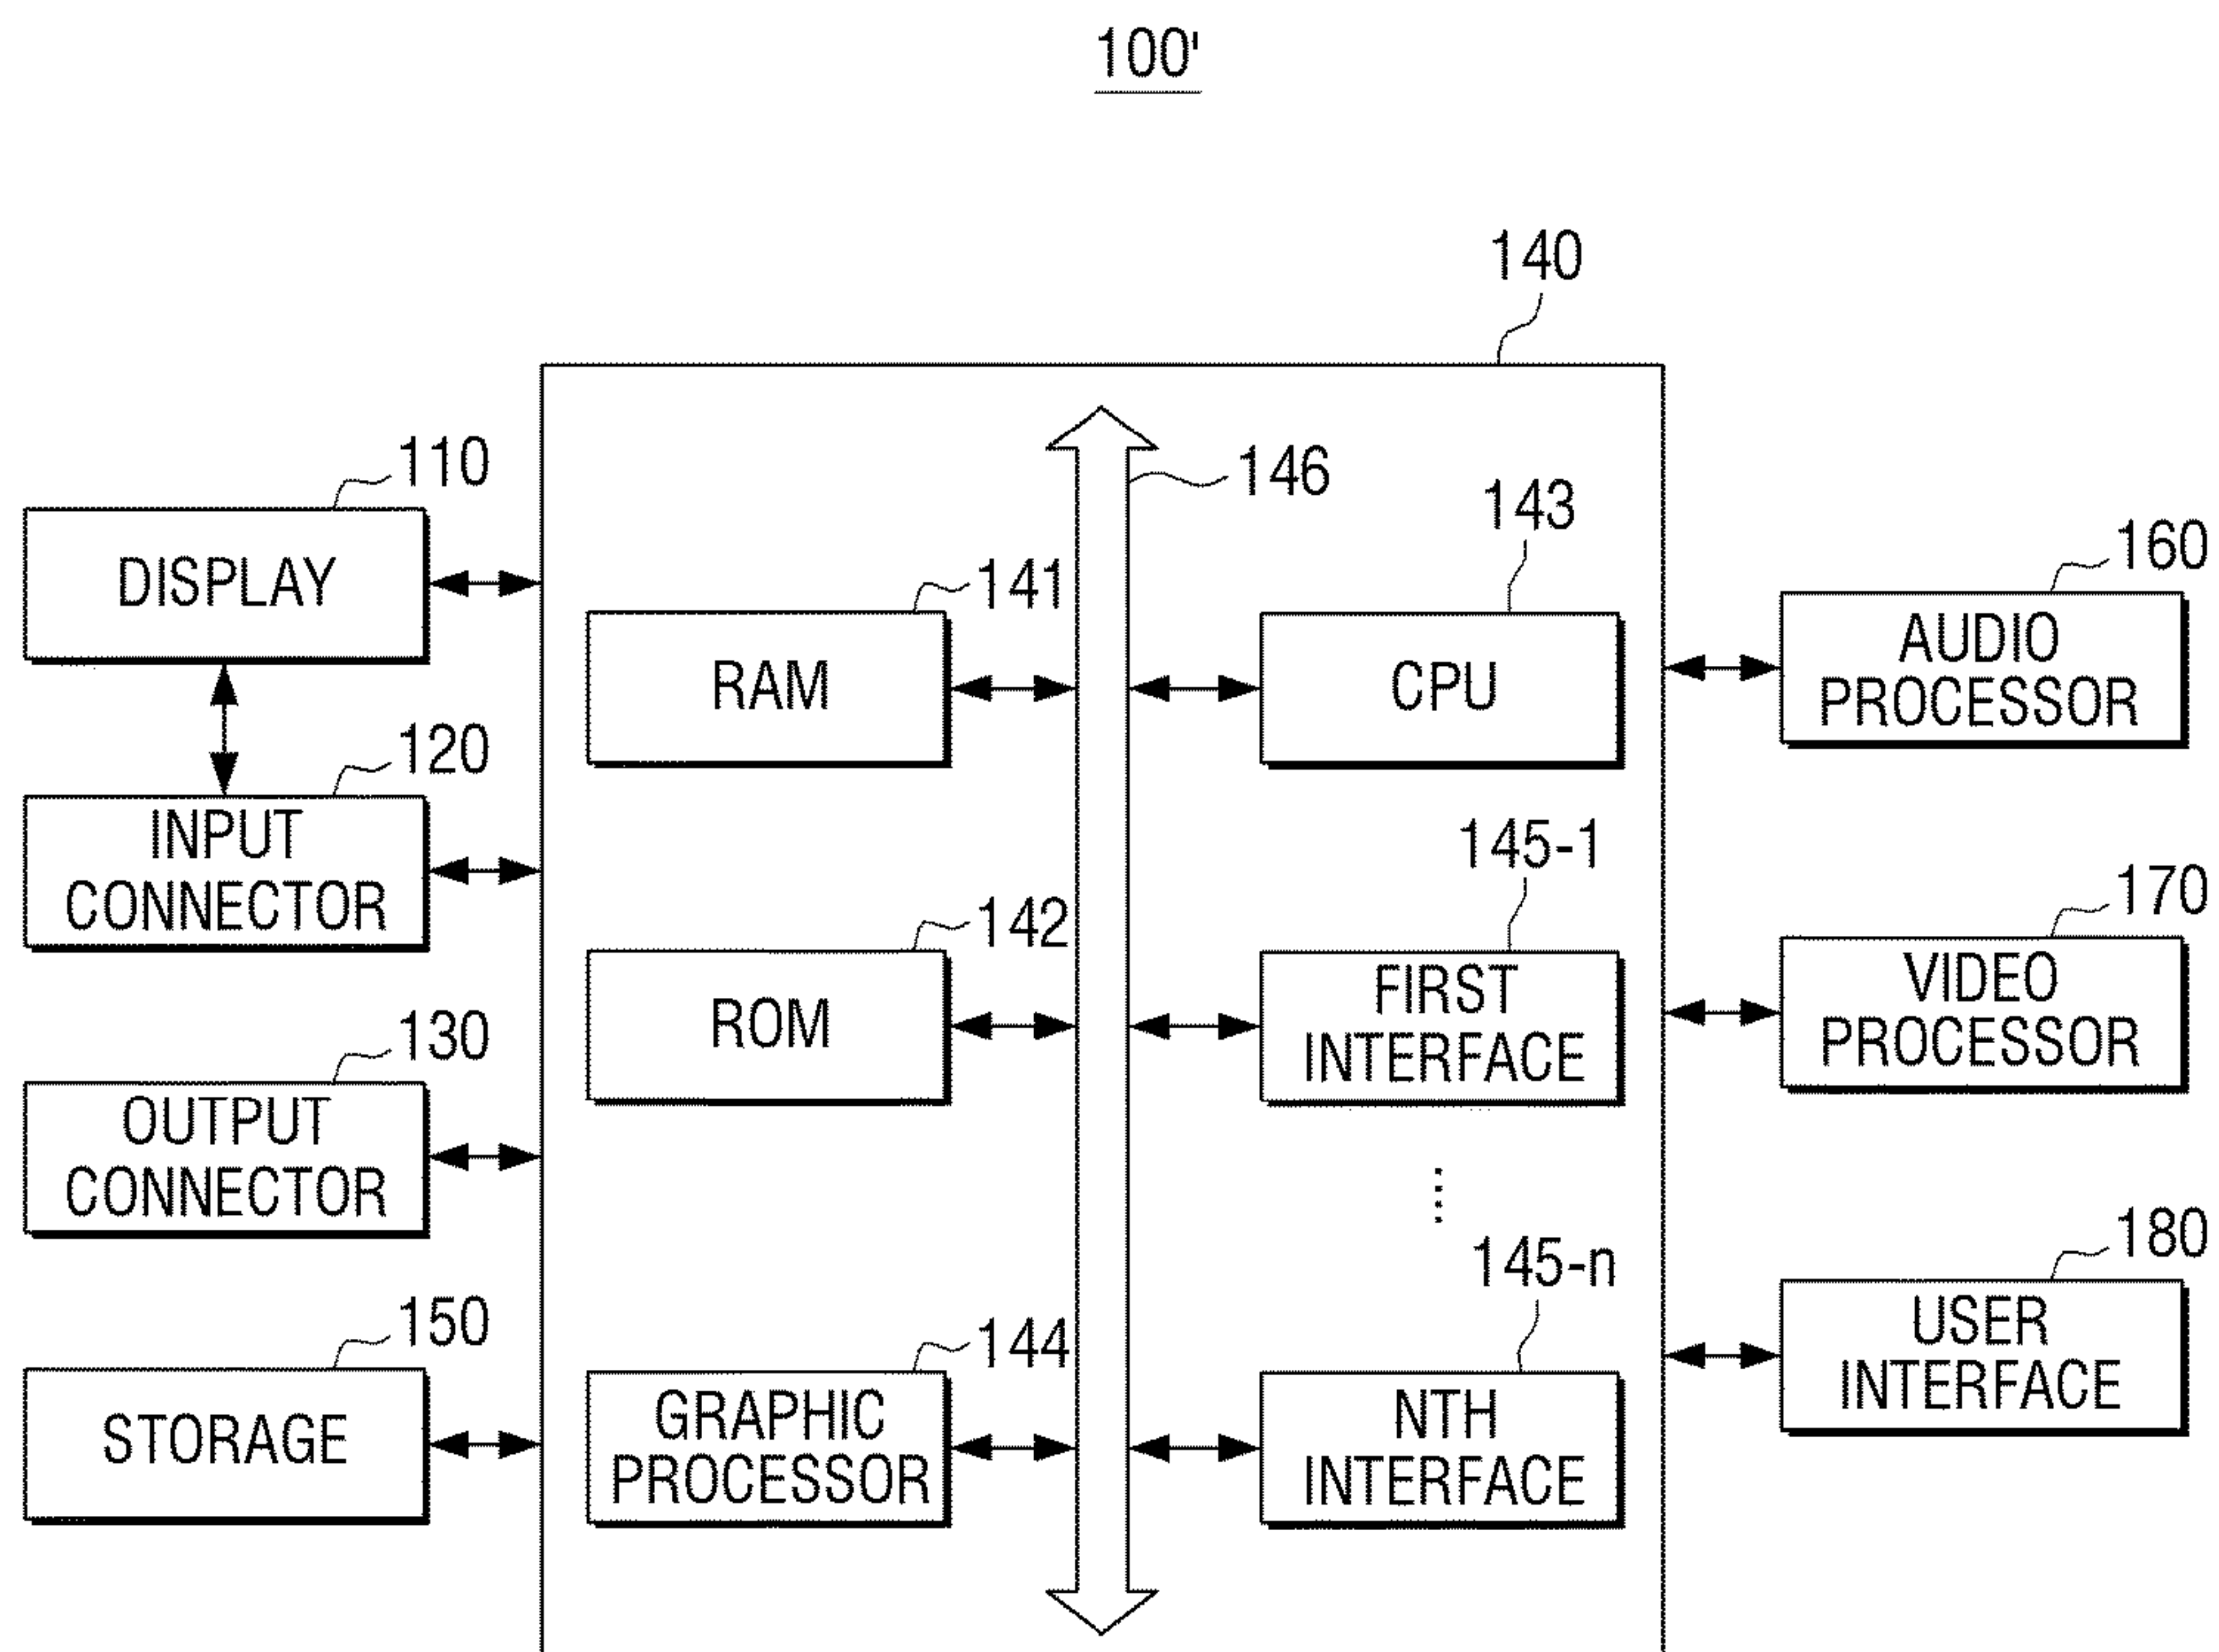 100'
140
110
DISPLAY
120
INPUT
CONNECTOR
130
OUTPUT
CONNECTOR
150
STORAGE
146
141
RAM
142
ROM
144
GRAPHIC
PROCESSOR
143
CPU
145-1
FIRST
INTERFACE
145-n
NTH
INTERFACE
160
AUDIO
PROCESSOR
170
VIDEO
PROCESSOR
180
USER
INTERFACE